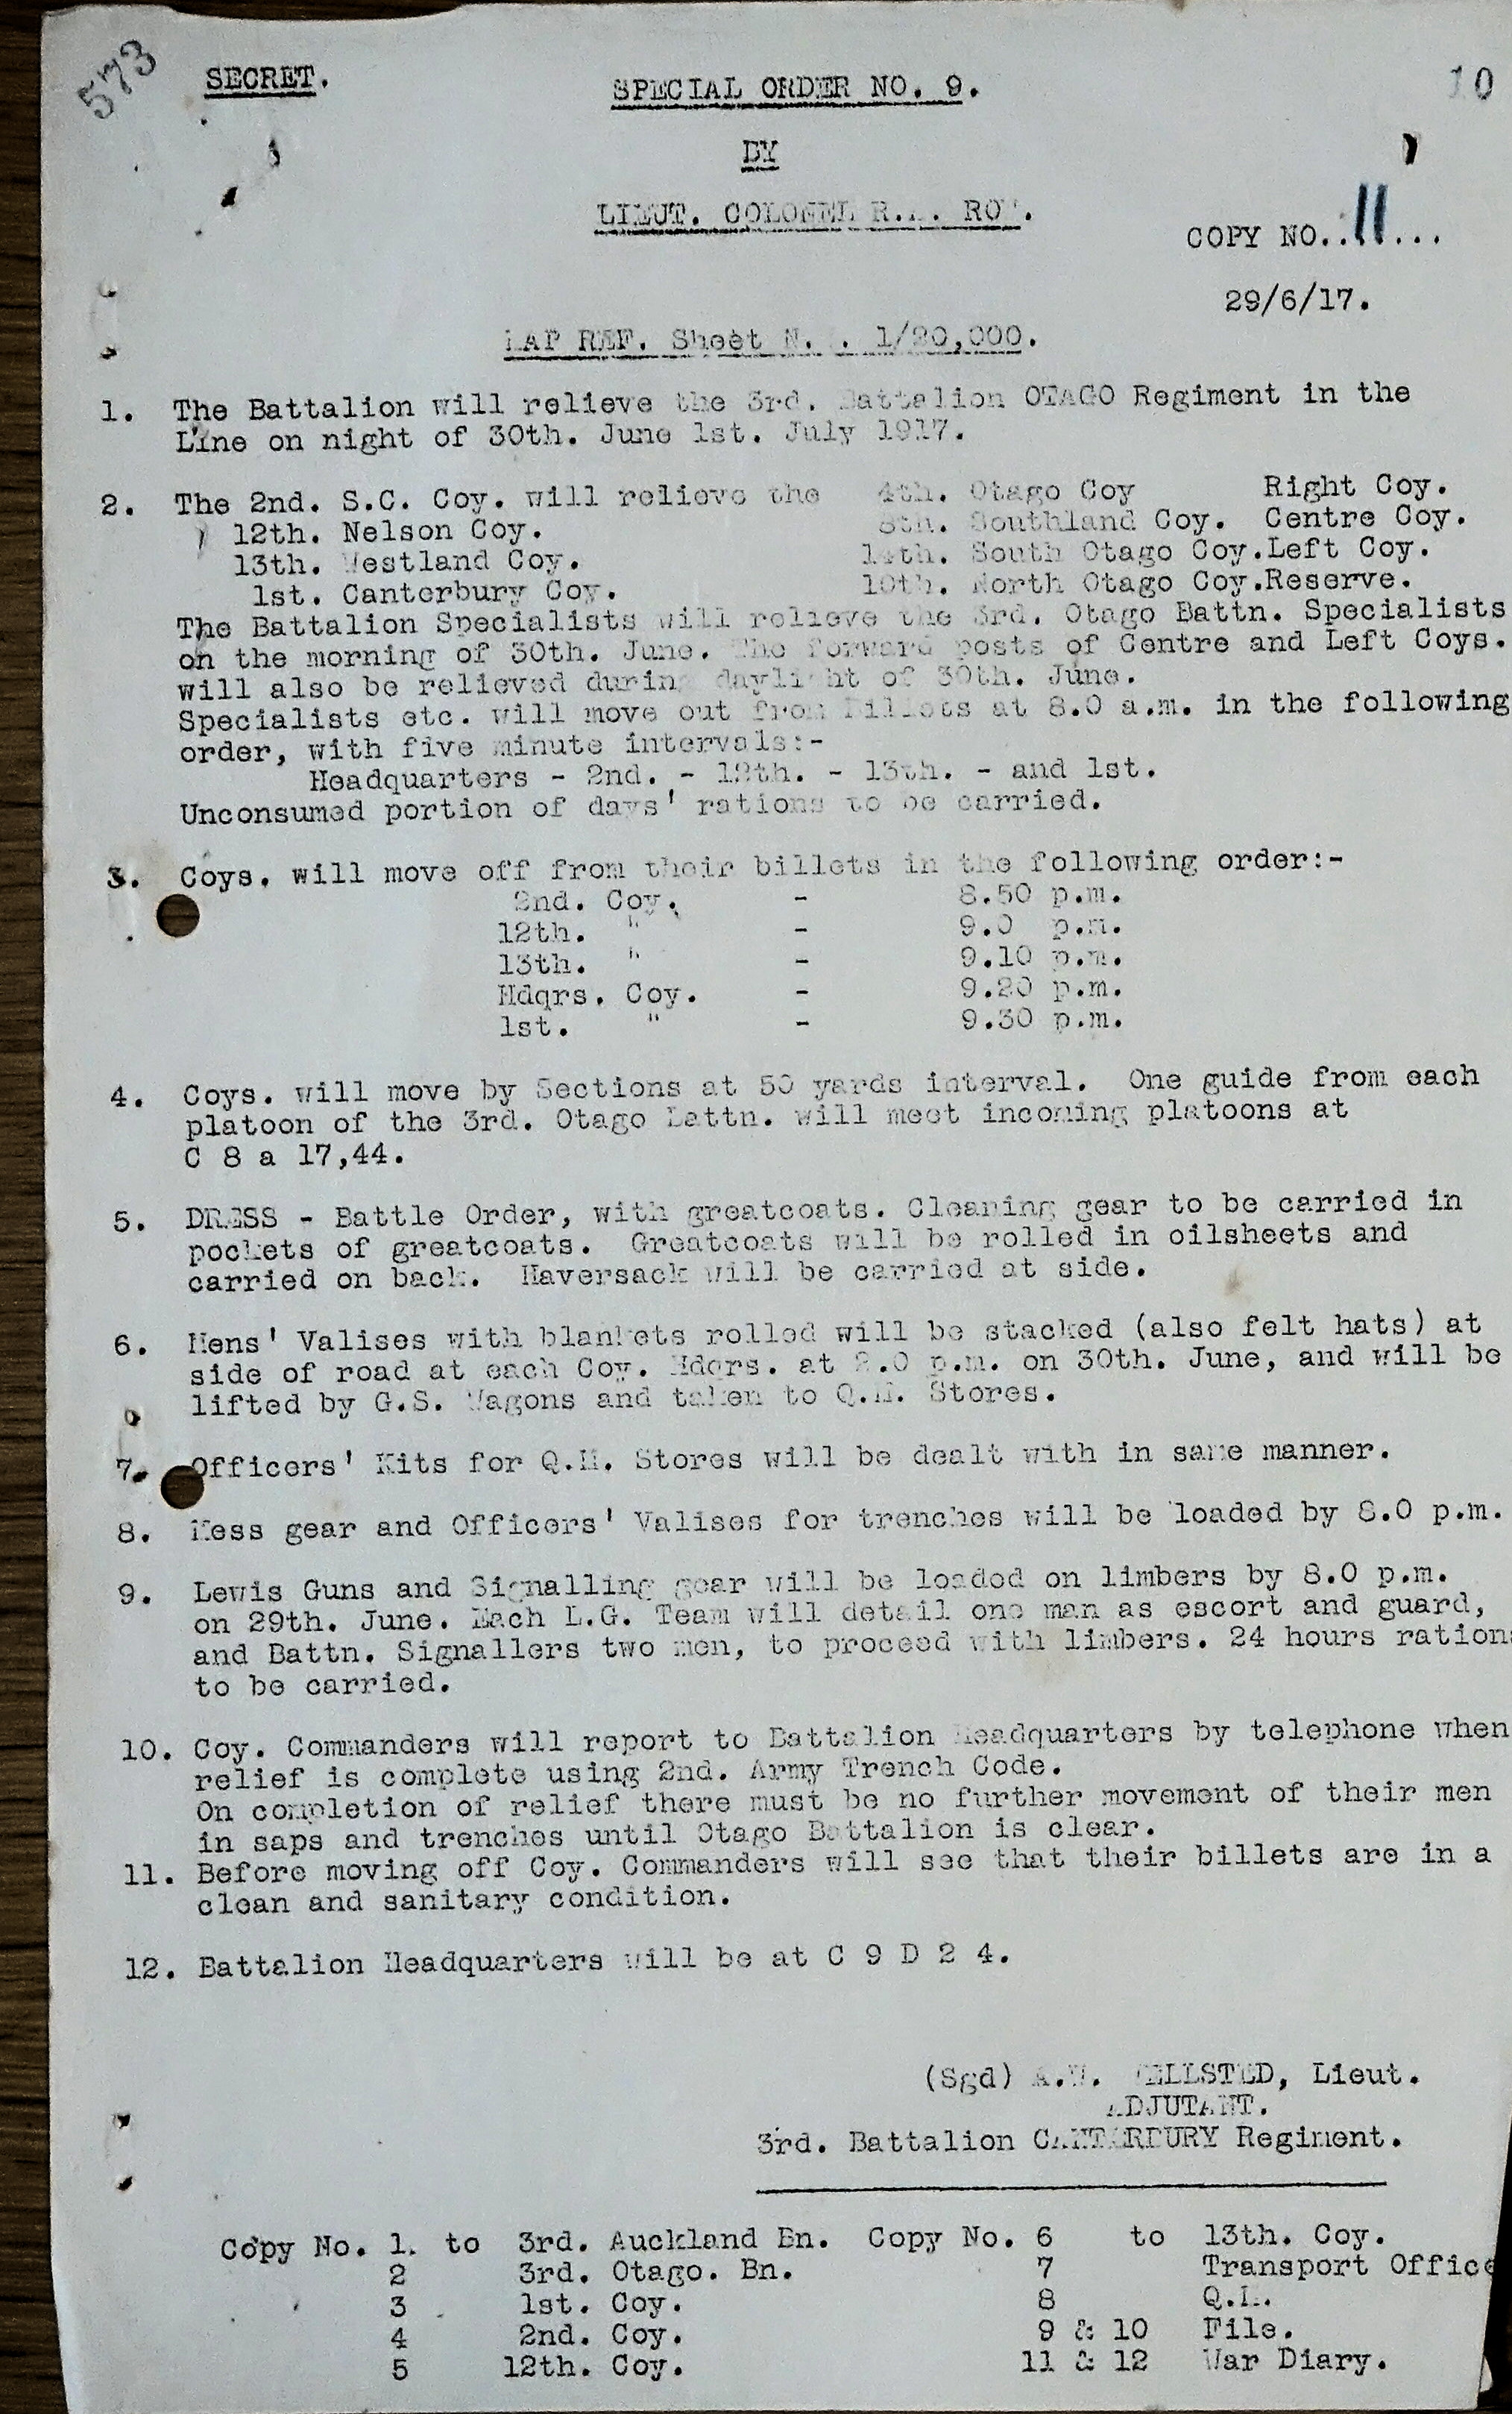 573
SECRET.
SPECIAL ORDER NO. 9.
10
BY
LIEUT. COLONEL R.
COPY NO..11...
29/6/17.
MAP REF. Sheet 1/20,000.
1. The Battalion will relieve the 3rd. Battalion OTAGO Regiment in the
Line on night of 30th. June 1st. July 1917.
2. The 2nd. S.C. Coy. will relieve the 4th. Otago Coy Right Coy.
12th. Nelson Coy. 8th. Southland Coy. Centre Coy.
13th. Westland Coy. 14th. South Otago Coy.Left Coy.
1st. Canterbury Coy. 10th. North Otago Coy.Reserve.
The Battalion Specialists will relieve the 3rd. Otago Battn. Specialists
on the morning of 30th. June. The forward posts of Centre and Left Coys.
will also be relieved during daylight of 30th. June.
Specialists etc. will move out from Billets at 8.0 a.m. in the following
order, with five minute intervals:-
Headquarters - 2nd. - 12th. - 13th. - and 1st.
Unconsumed portion of days' rations to be carried.
3. Coys. will move off from their billets in the following order:-
2nd. Coy. - 8.50 p.m.
12th. " - 9.0 p.m.
13th. " - 9.10 p.m.
Hdqrs. Coy. - 9.20 p.m.
1st. " - 9.30 p.m.
4. Coys. will move by Sections at 50 yards interval. One guide from each
platoon of the 3rd. Otago Battn. will meet incoming platoons at
C 8 a 17,44.
5. DRESS - Battle Order, with greatcoats. Cleaning gear to be carried in
pockets of greatcoats. Greatcoats will be rolled in oilsheets and
carried on back. Haversack will be carried at side.
6. Mens' Valises with blankets rolled will be stacked (also felt hats) at
side of road at each Coy. Hdqrs. at p.m. on 30th. June, and will be
lifted by G.S. Wagons and taken to Q.M. Stores.
7. Officers' Kits for Q.M. Stores will be dealt with in same manner.
8. Mess gear and Officers' Valises for trenches will be loaded by 8.0 p.m.
9. Lewis Guns and Signalling gear will be loaded on limbers by 8.0 p.m.
on 29th. June. Each L.G. Team will detail one man as escort and guard,
and Battn. Signallers two men, to proceed with limbers. 24 hours rations
to be carried.
10. Coy. Commanders will report to Battalion Headquarters by telephone when
relief is complete using 2nd. Army Trench Code.
On completion of relief there must be no further movement of their men
in saps and trenches until Otago Battalion is clear.
11. Before moving off Coy. Commanders will see that their billets are in a
clean and sanitary condition.
12. Battalion Headquarters will be at C 9 D 2 4.
(Sgd) Lieut.
ADJUTANT.
3rd. Battalion CANTERBURY Regiment.
Copy No. 1. to 3rd. Auckland Bn. Copy No. 6 to 13th. Coy.
2 3rd. Otago. Bn. 7 Transport Office
3 1st. Coy. 8 Q.M.
4 2nd. Coy. 9 & 10 File.
5 12th. Coy. 11 & 12 War Diary.